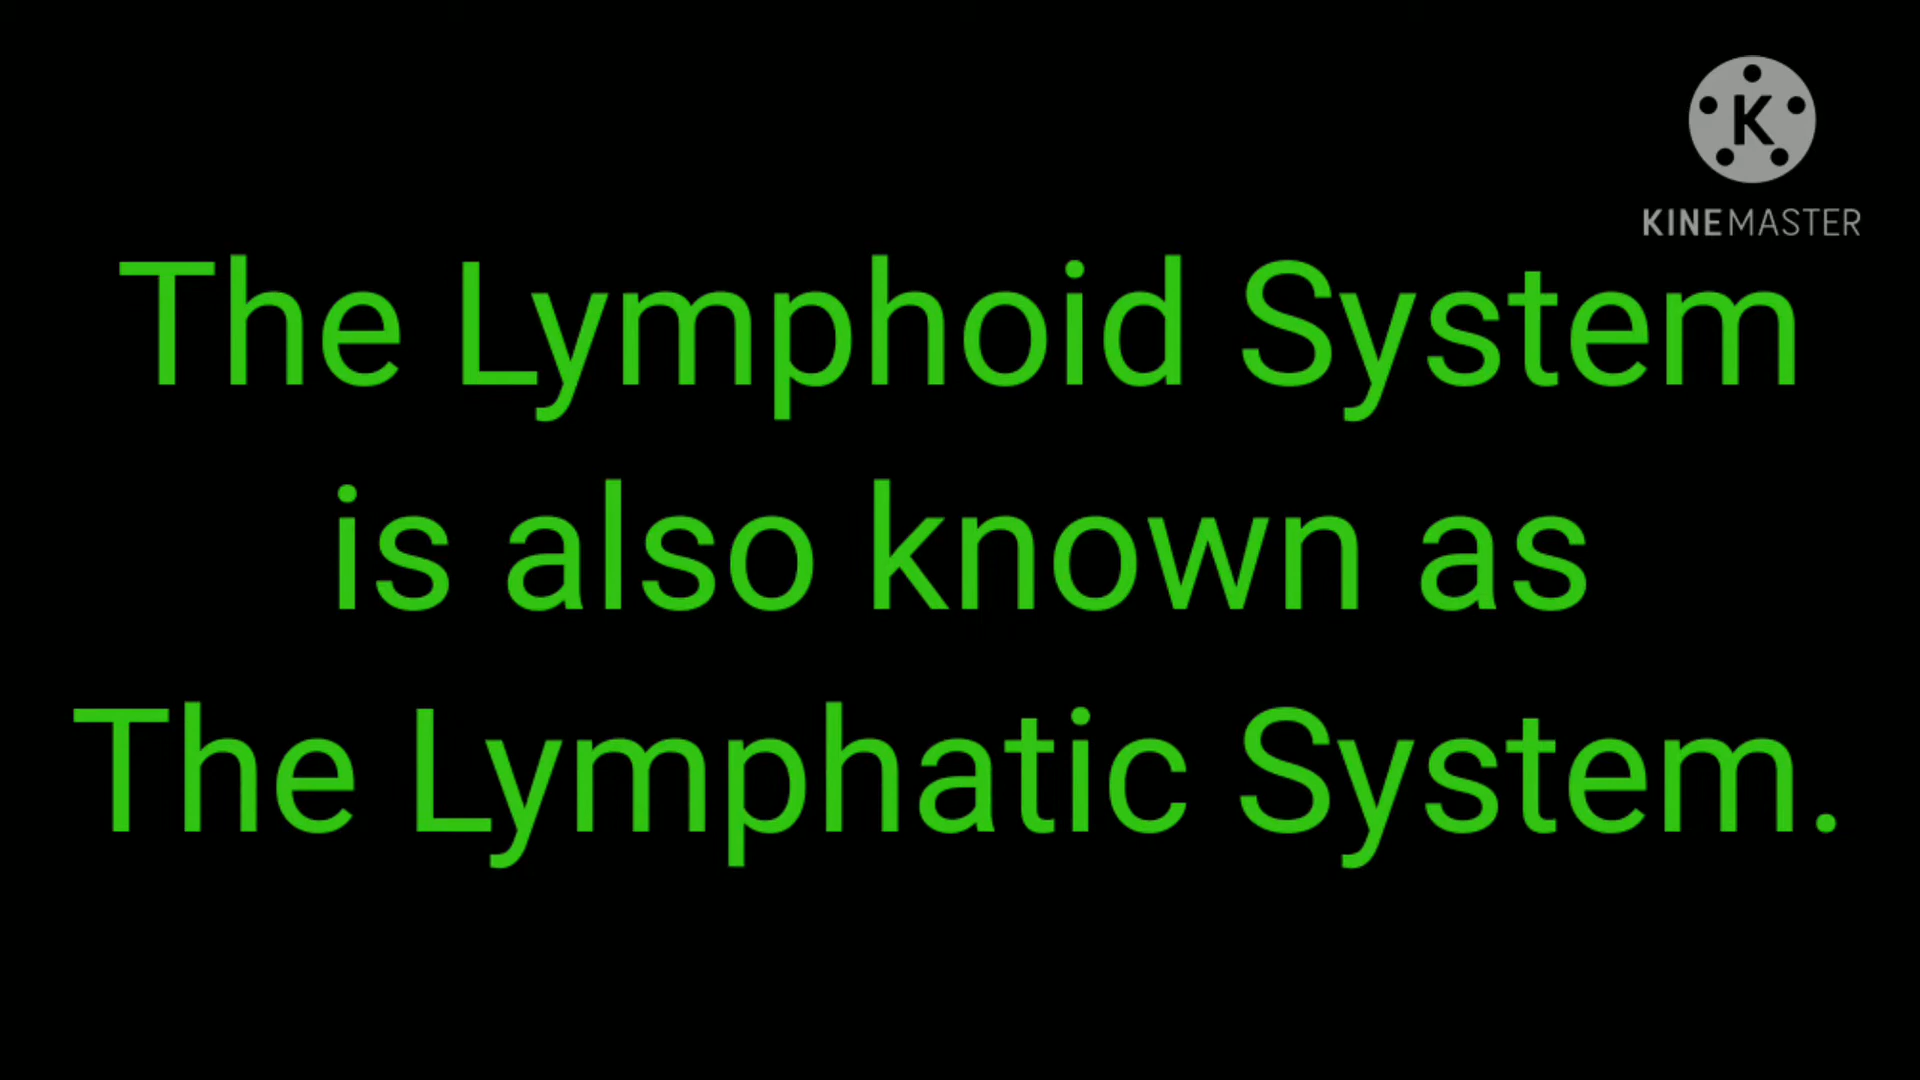 K
KINEMASTER
The Lymphoid System
is also known as
The Lymphatic System.